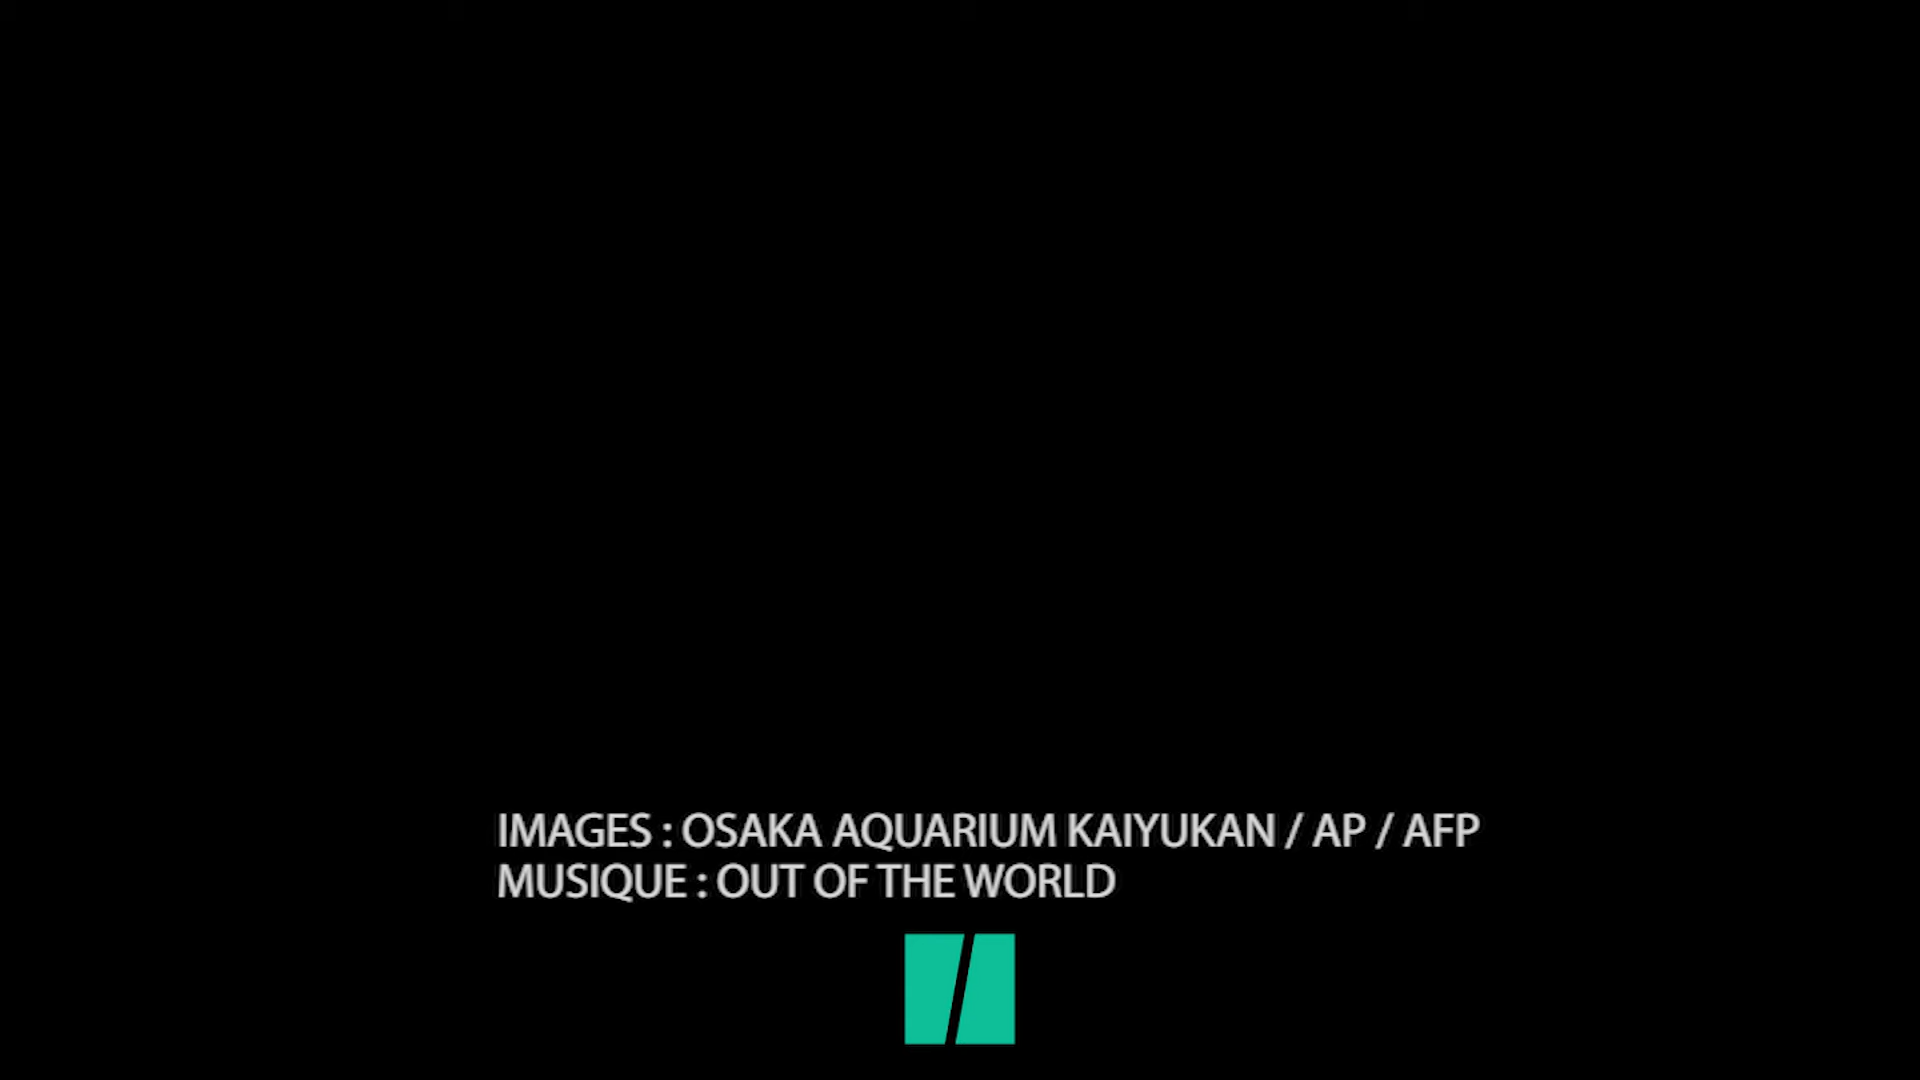 IMAGES : OSAKA AQUARIUM KAIYUKAN / AP / AFP
MUSIQUE : OUT OF THE WORLD